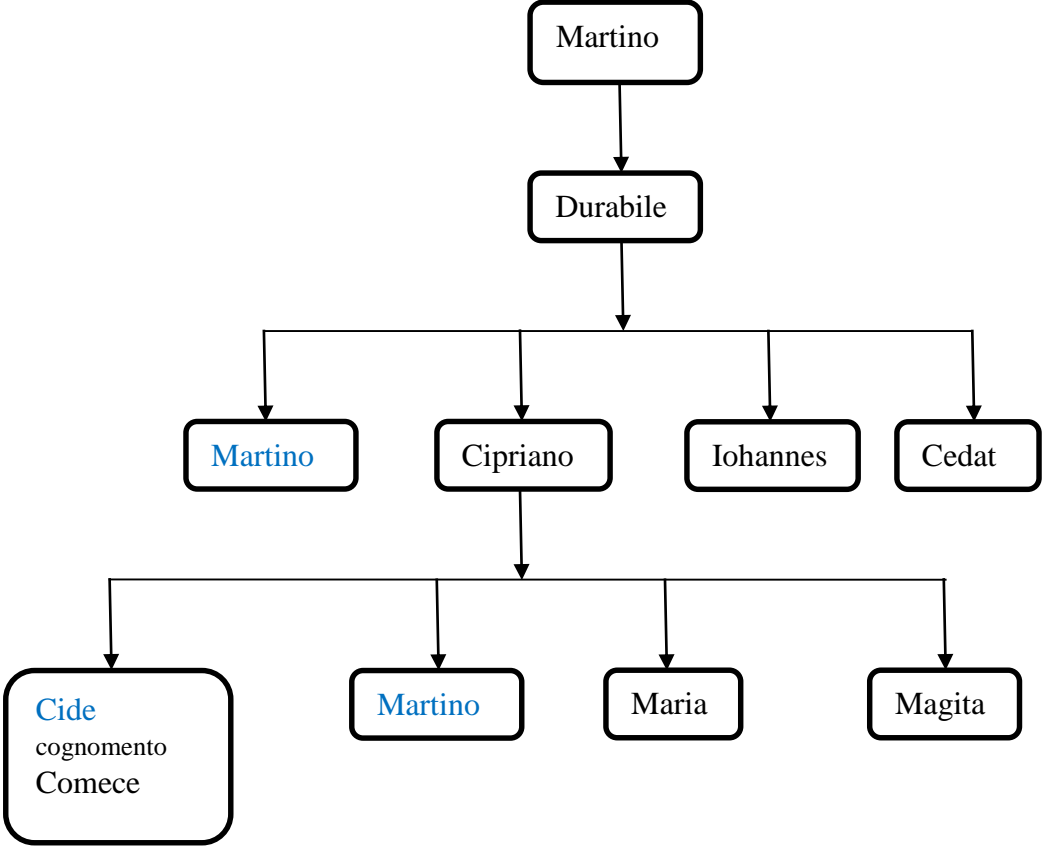 Martino
Durabile
Martino
Cipriano
Iohannes
Cedat
Cide
cognomento
Comece
Martino
Maria
Magita